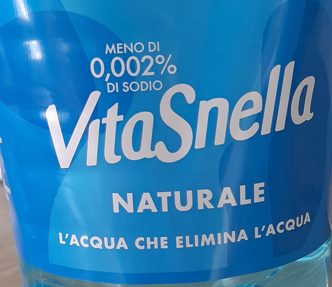 MENO DI
0,002%
DI SODIO
VitaSnella
NATURALE
L'ACQUA CHE ELIMINA L'ACQUA